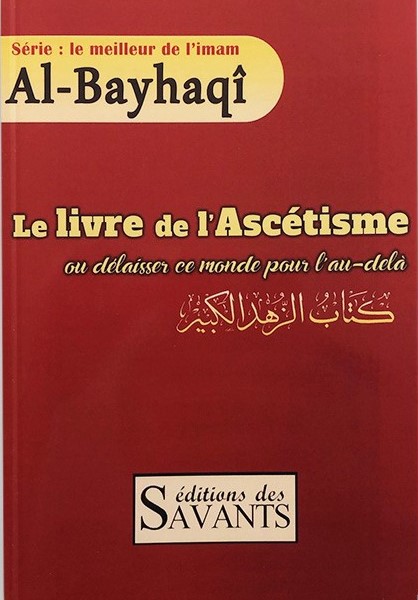 Série : le meilleur de l'imam
Al-Bayhaqî
Le livre de l'Ascétisme
ou délaisser ce monde pour l'au-delà
كتاب الزهد الكبير
éditions des
SAVANTS